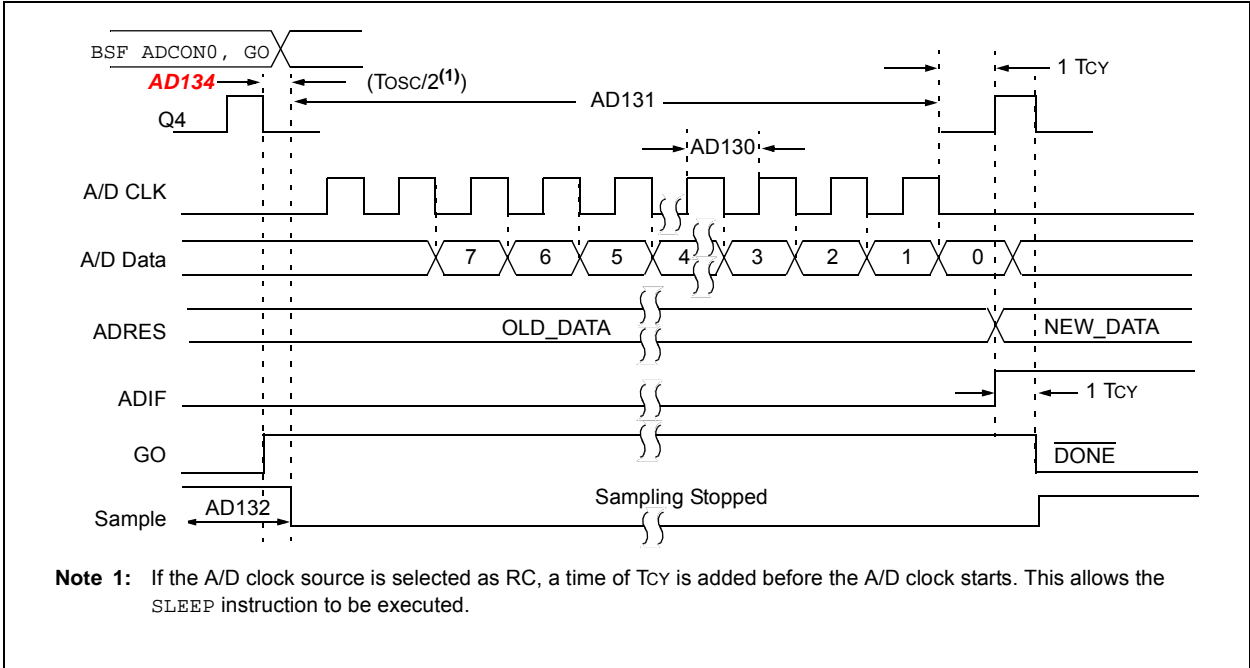 BSF ADCON0, GO
AD134 (TOSC/2(1)) 1 TCY
AD131
Q4
AD130
A/D CLK
A/D Data 7 6 5 4 3 2 1 0
ADRES OLD_DATA NEW_DATA
ADIF 1 TCY
GO DONE
Sampling Stopped
Sample AD132
Note 1: If the A/D clock source is selected as RC, a time of TCY is added before the A/D clock starts. This allows the
SLEEP instruction to be executed.